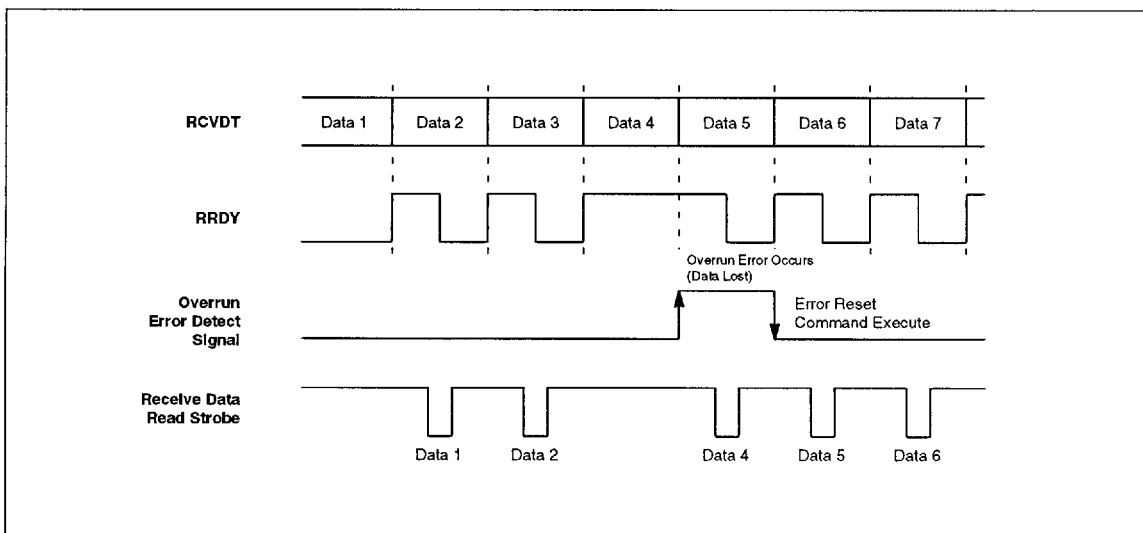 RCVDT
Data 1
Data 2
Data 3
Data 4
Data 5
Data 6
Data 7
RRDY
Overrun Error Occurs
(Data Lost)
Overrun
Error Detect
Signal
Error Reset
Command Execute
Receive Data
Read Strobe
Data 1
Data 2
Data 4
Data 5
Data 6